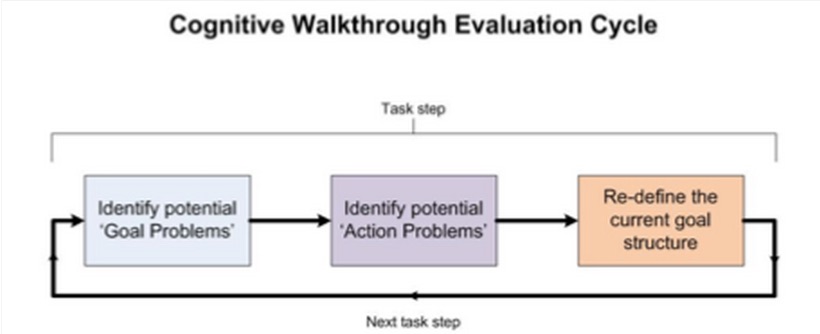 Cognitive Walkthrough Evaluation Cycle
Task step
Identify potential
‘Goal Problems’
Identify potential
‘Action Problems’
Re-define the
current goal
structure
Next task step